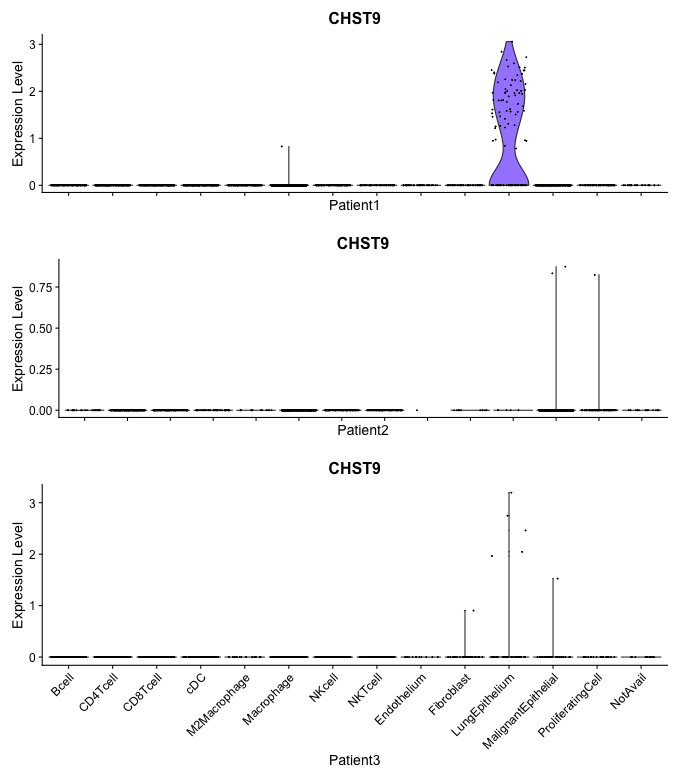 CHST9
Expression Level
3
2
1
0
Patient1
CHST9
Expression Level
0.75
0.50
0.25
0.00
Patient2
CHST9
Expression Level
3
2
1
0
Bcell
CD4Tcell
CD8Tcell
cDC
M2Macrophage
Macrophage
NKcell
NKTcell
Endothelium
Fibroblast
LungEpithelium
MalignantEpithelial
ProliferatingCell
NotAvail
Patient3